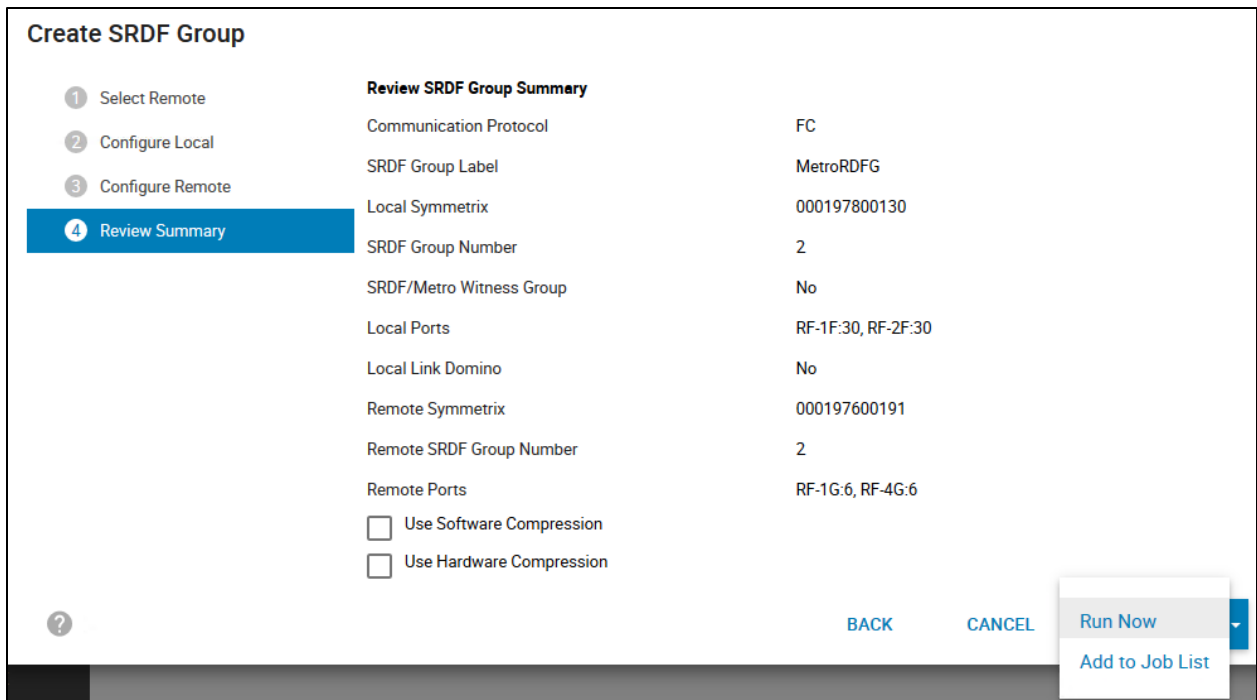 Create SRDF Group
1 Select Remote
2 Configure Local
3 Configure Remote
4 Review Summary
Review SRDF Group Summary
Communication Protocol FC
SRDF Group Label MetroRDFG
Local Symmetrix 000197800130
SRDF Group Number 2
SRDF/Metro Witness Group No
Local Ports RF-1F:30, RF-2F:30
Local Link Domino No
Remote Symmetrix 000197600191
Remote SRDF Group Number 2
Remote Ports RF-1G:6, RF-4G:6
Use Software Compression
Use Hardware Compression
?
BACK CANCEL Run Now
Add to Job List